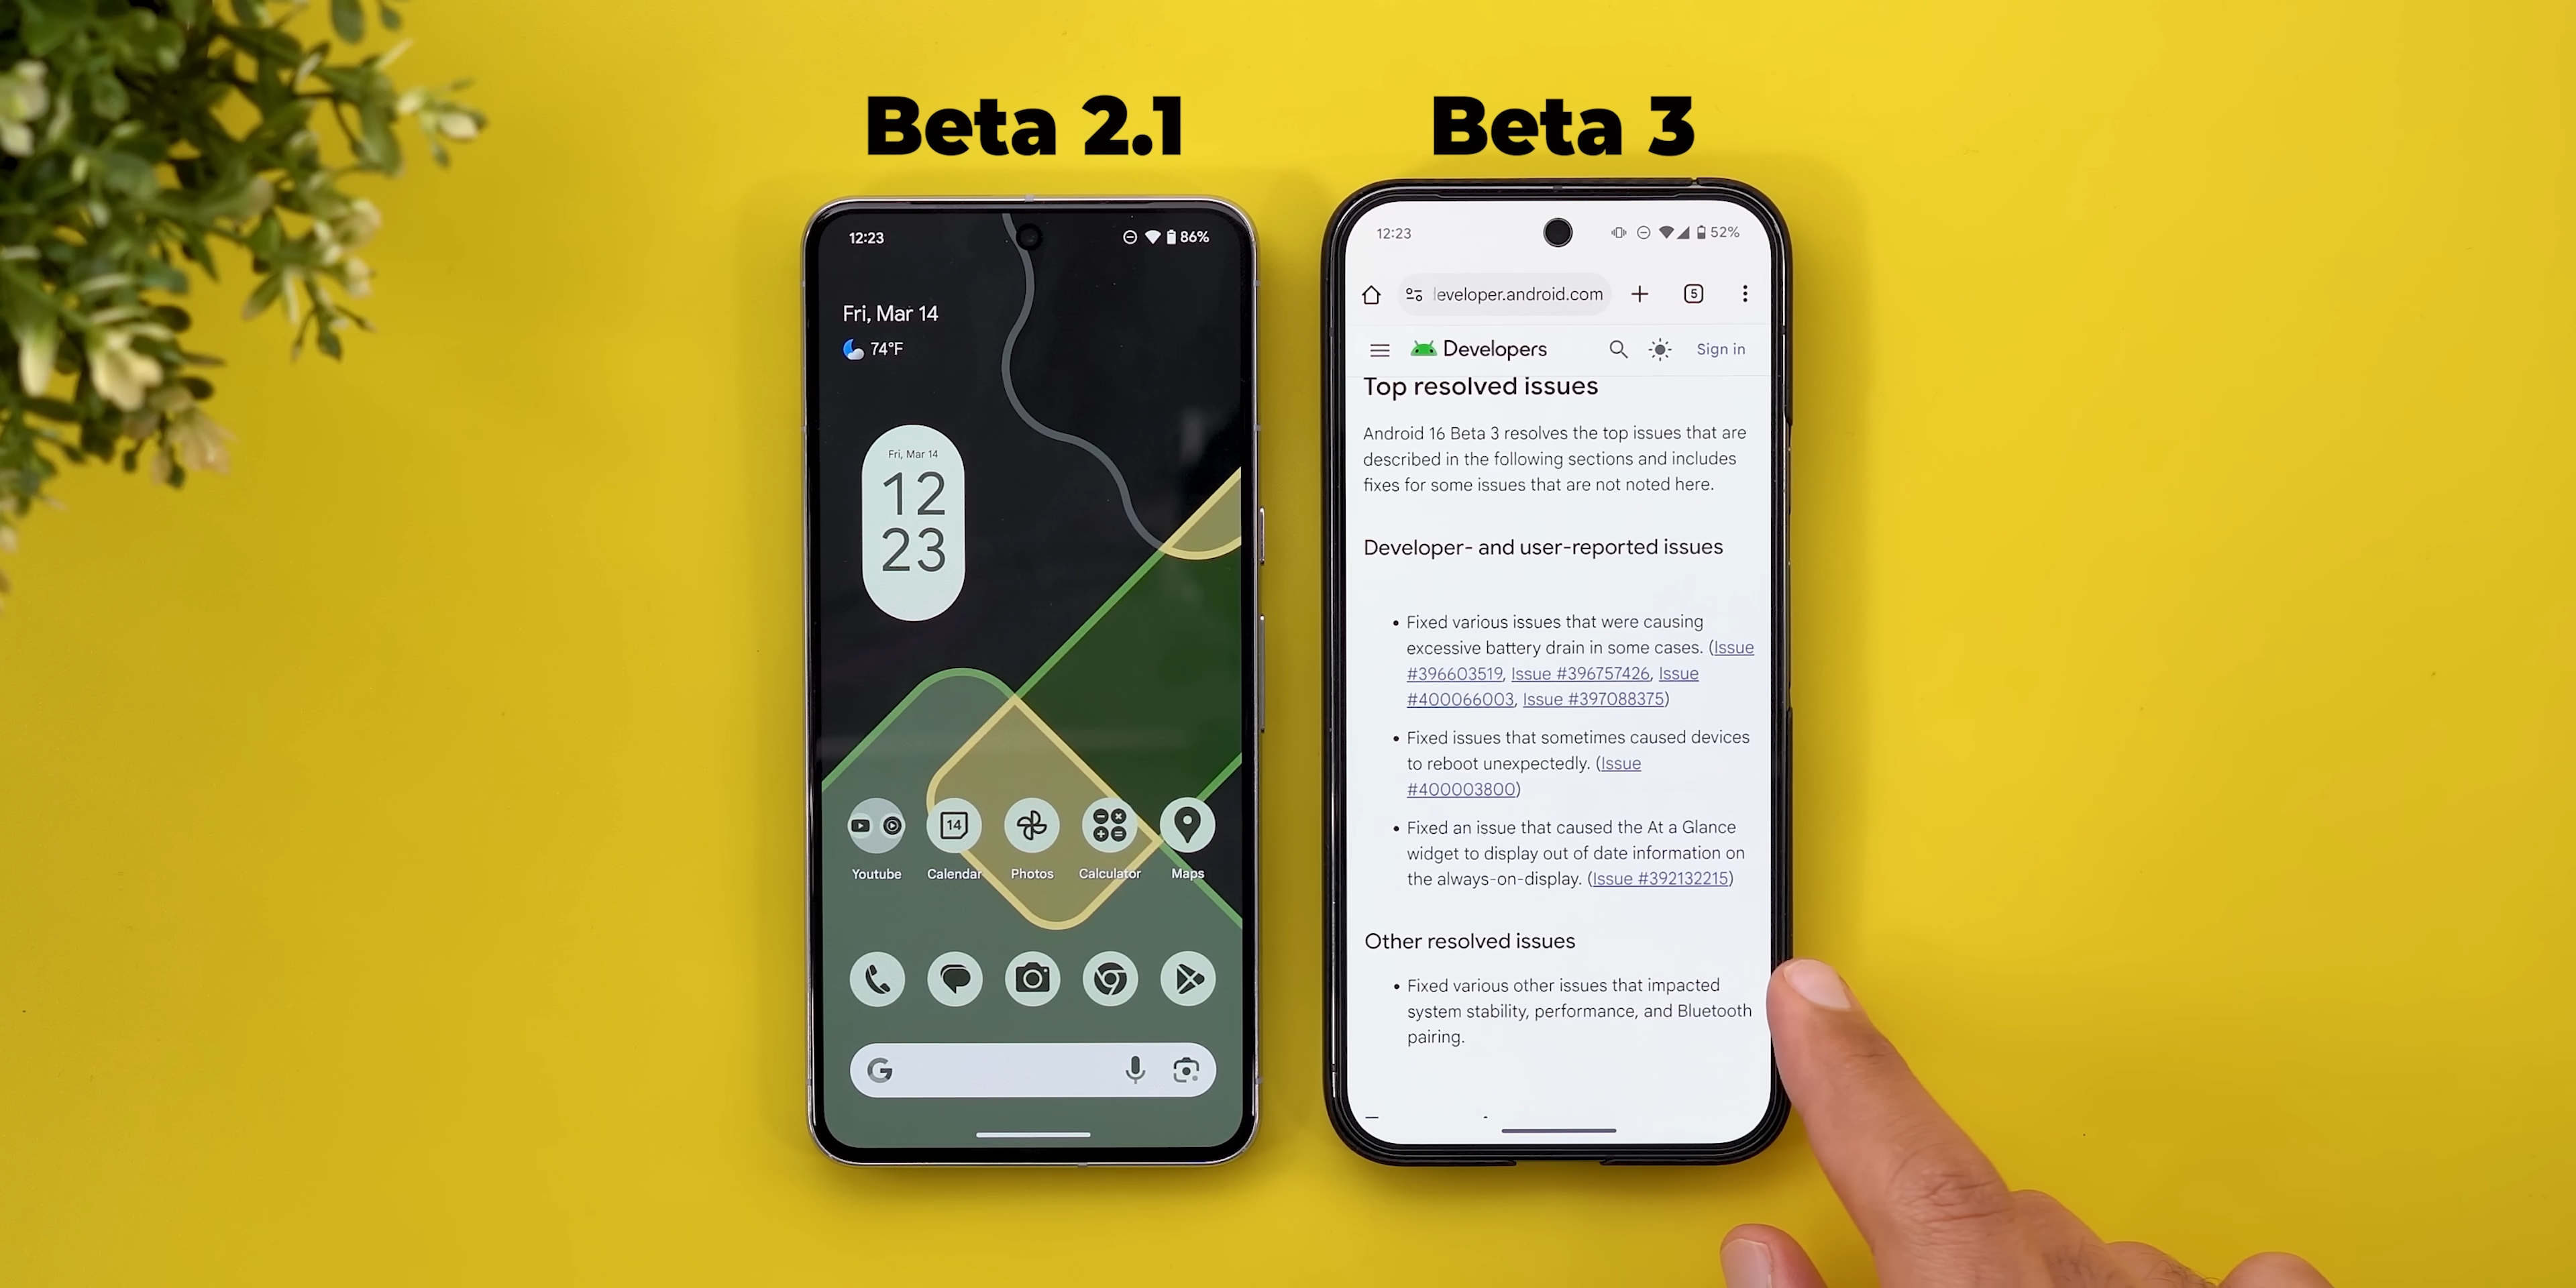 Beta 2.1
Beta 3
12:23
86%
Fri, Mar 14
74°F
Fri, Mar 14
12
23
14
Youtube
Calendar
Photos
Calculator
Maps
G
12:23
52%
eveloper.android.com
5
Developers
Sign in
Top resolved issues
Android 16 Beta 3 resolves the top issues that are
described in the following sections and includes
fixes for some issues that are not noted here.
Developer- and user-reported issues
• Fixed various issues that were causing
excessive battery drain in some cases. (Issue
#396603519, Issue #396757426, Issue
#400066003, Issue #397088375)
• Fixed issues that sometimes caused devices
to reboot unexpectedly. (Issue
#400003800)
• Fixed an issue that caused the At a Glance
widget to display out of date information on
the always-on-display. (Issue #392132215)
Other resolved issues
• Fixed various other issues that impacted
system stability, performance, and Bluetooth
pairing.